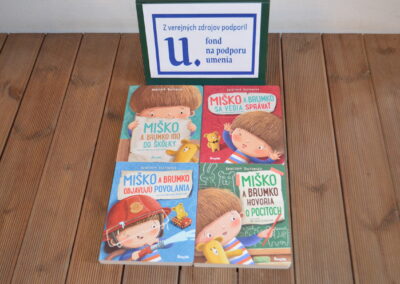 Z verejných zdrojov podporil
u.
fond
na podporu
umenia
MIŠKO
A BRUMKO IDÚ
DO ŠKÔLKY
MIŠKO A BRUMKO
SA VEDIA SPRÁVAŤ
MIŠKO A BRUMKO
OBJAVUJÚ POVOLANIA
MIŠKO
A BRUMKO
HOVORIA
O POCITOCH